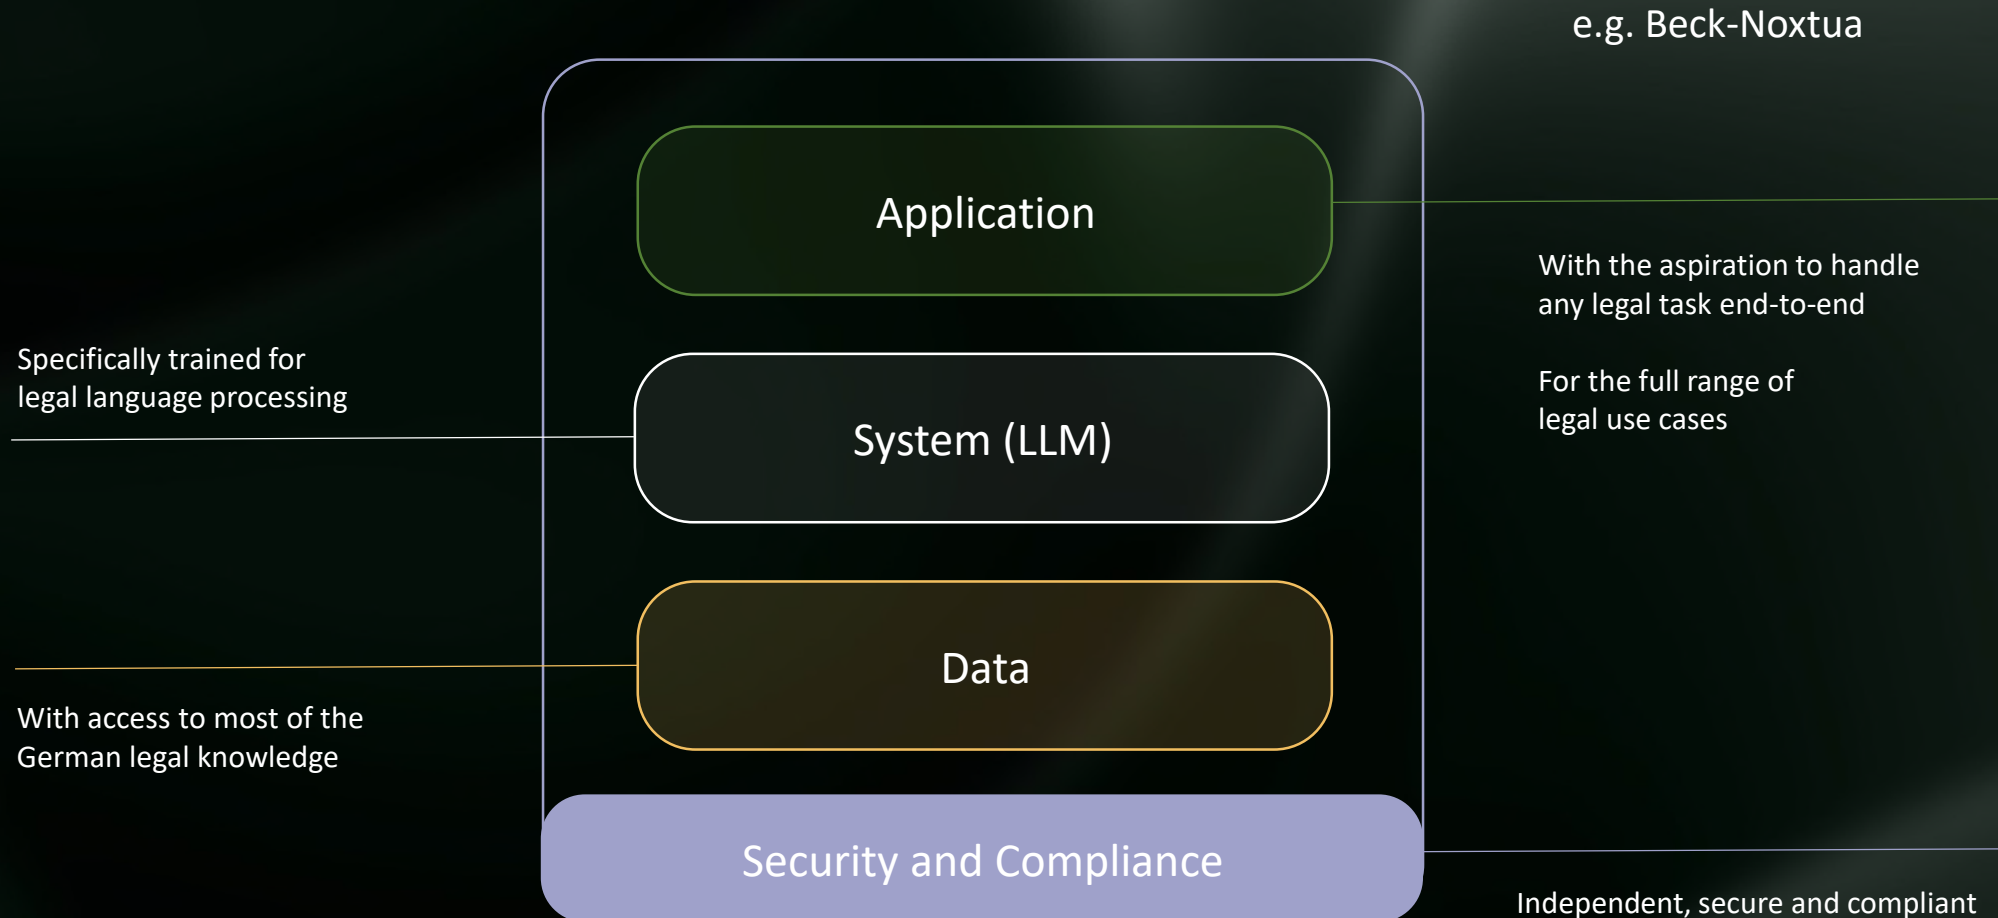 e.g. Beck-Noxtua
Application
With the aspiration to handle
any legal task end-to-end
For the full range of
legal use cases
Specifically trained for
legal language processing
System (LLM)
Data
With access to most of the
German legal knowledge
Security and Compliance
Independent, secure and compliant